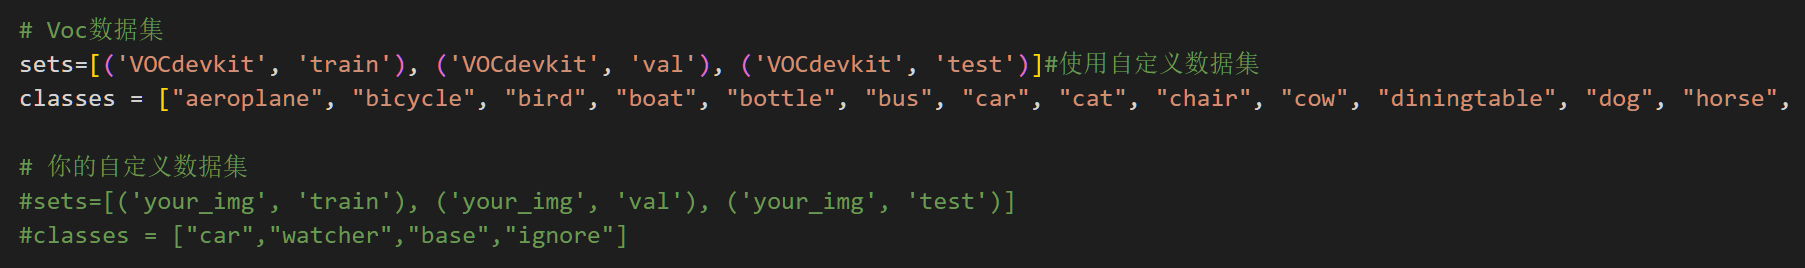 # Voc数据集
sets=[('VOCdevkit', 'train'), ('VOCdevkit', 'val'), ('VOCdevkit', 'test')]#使用自定义数据集
classes = ["aeroplane", "bicycle", "bird", "boat", "bottle", "bus", "car", "cat", "chair", "cow", "diningtable", "dog", "horse",
# 你的自定义数据集
#sets=[('your_img', 'train'), ('your_img', 'val'), ('your_img', 'test')]
#classes = ["car","watcher","base","ignore"]